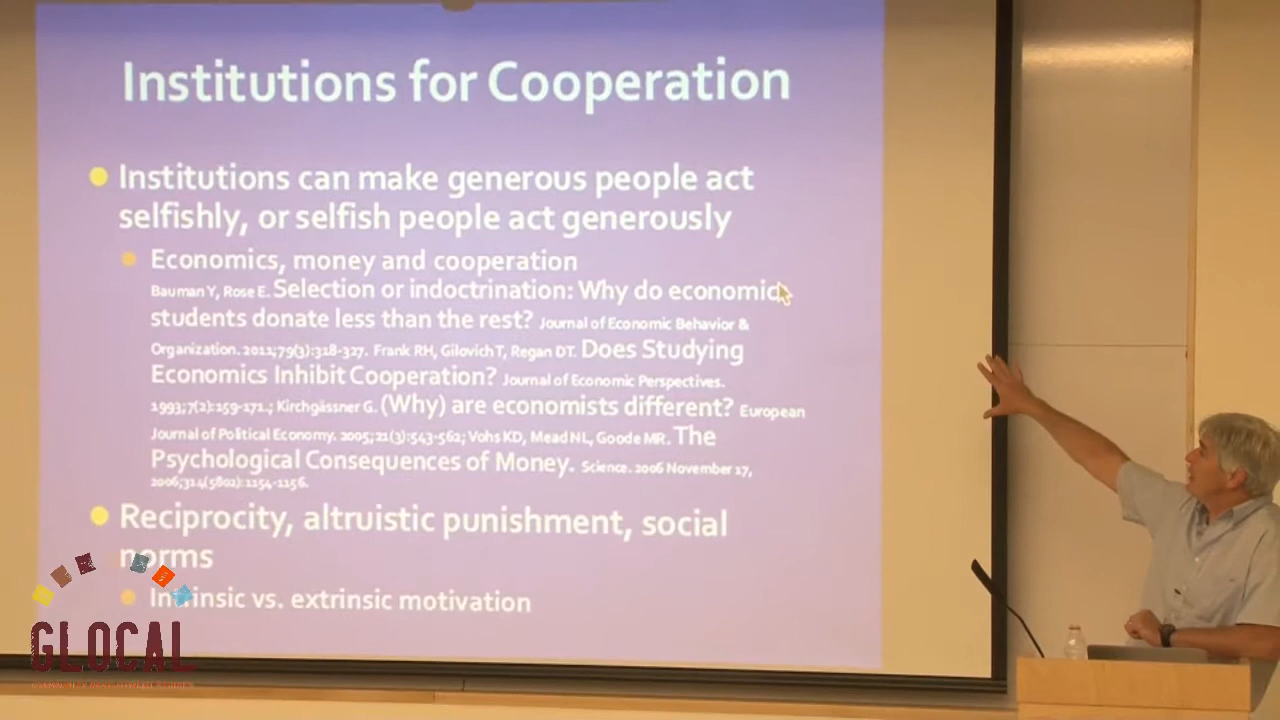 Institutions for Cooperation
Institutions can make generous people act
selfishly, or selfish people act generously
Economics, money and cooperation
Bauman Y, Rose E. Selection or indoctrination: Why do economic
students donate less than the rest? Journal of Economic Behavior &
Organization. 2011;79(3):318-327. Frank RH, Gilovich T, Regan DT. Does Studying
Economics Inhibit Cooperation? Journal of Economic Perspectives.
1993;7(2):159-171.; Kirchgässner G. (Why) are economists different? European
Journal of Political Economy. 2005;21(3):543-562; Vohs KD, Mead NL, Goode MR. The
Psychological Consequences of Money. Science. 2006 November 17,
2006;314(5802):1154-1156.
Reciprocity, altruistic punishment, social
norms
Intrinsic vs. extrinsic motivation
GLOCAL